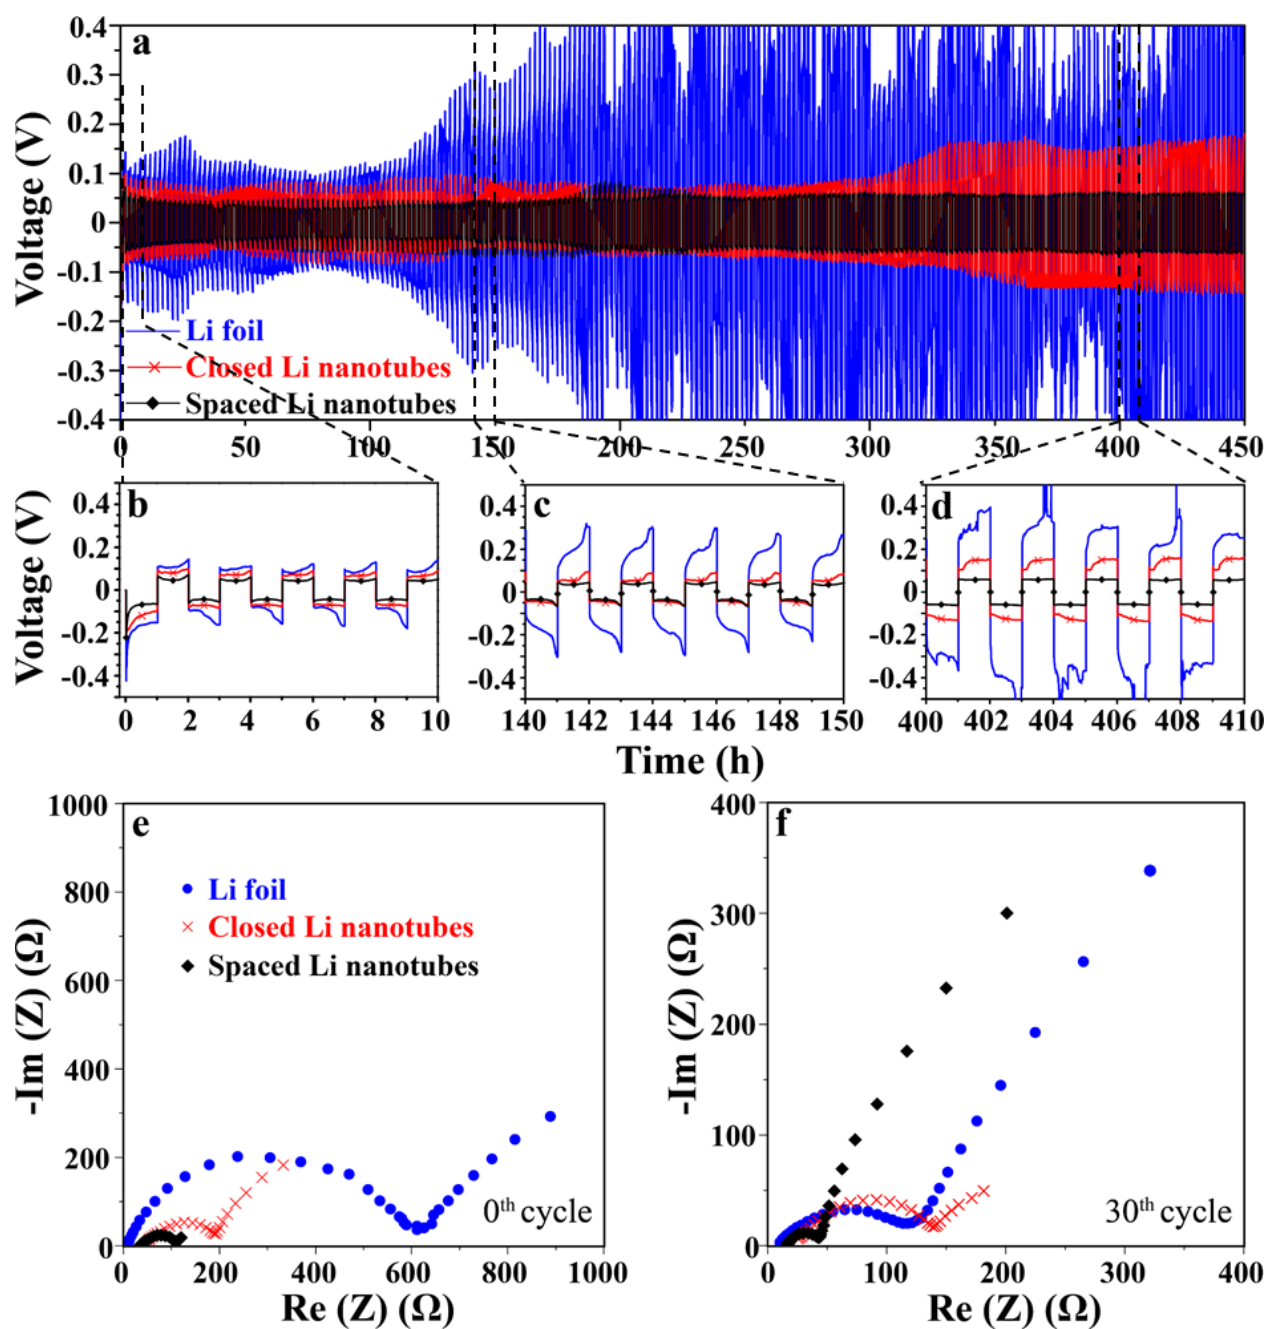 a
Voltage (V)
0.4
0.3
0.2
0.1
0
-0.1
-0.2
-0.3
-0.4
Li foil
Closed Li nanotubes
Spaced Li nanotubes
0 50 100 150 200 250 300 350 400 450
b
Voltage (V)
0.4
0.2
0
-0.2
-0.4
0 2 4 6 8 10
c
0.4
0.2
0
-0.2
-0.4
140 142 144 146 148 150
d
0.4
0.2
0
-0.2
-0.4
400 402 404 406 408 410
Time (h)
e
-Im (Z) (Ω)
1000
800
600
400
200
0
Li foil
Closed Li nanotubes
Spaced Li nanotubes
0th cycle
0 200 400 600 800 1000
Re (Z) (Ω)
f
-Im (Z) (Ω)
400
300
200
100
0
30th cycle
0 100 200 300 400
Re (Z) (Ω)